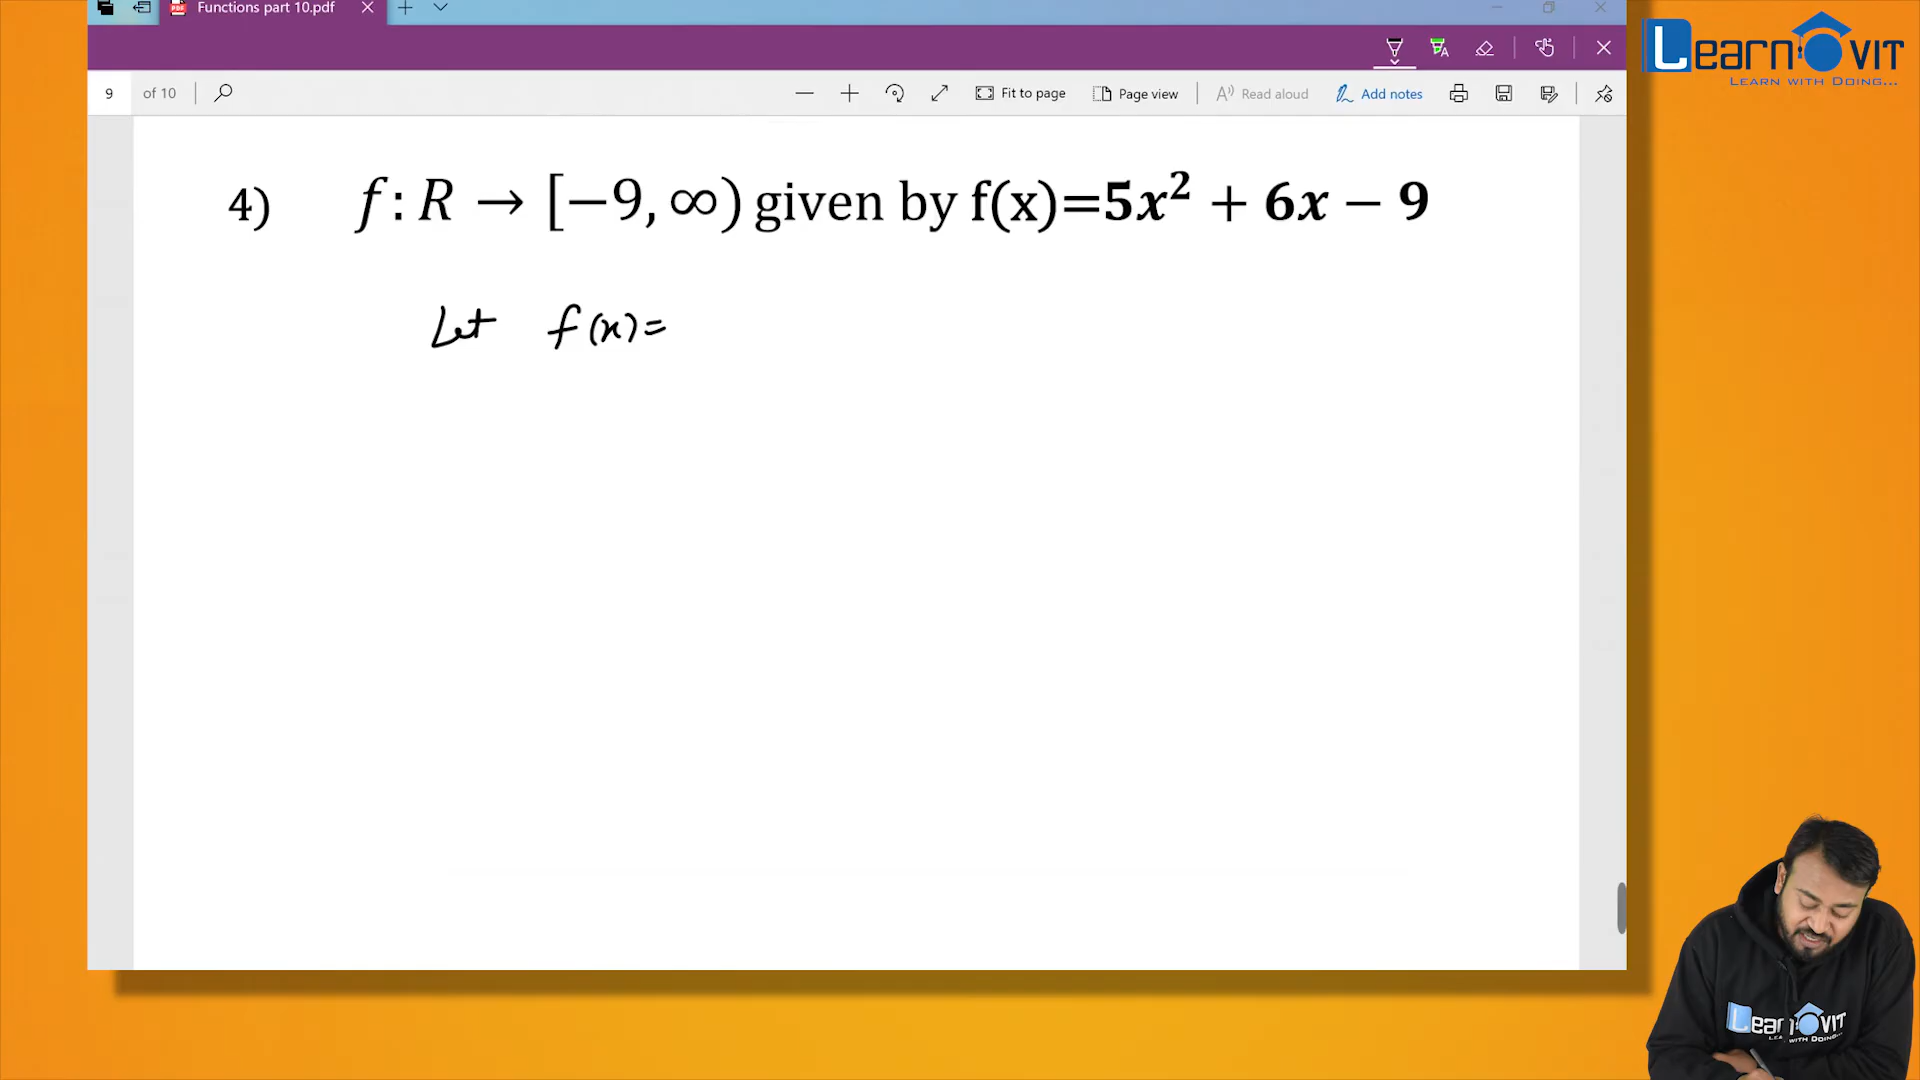 Functions part 10.pdf
LearnOVIT
LEARN WITH DOING...
9 of 10
Fit to page
Page view
Read aloud
Add notes
4) f: R → [−9, ∞) given by f(x)=5x² + 6x − 9
Let f(x)=
LearnOVIT